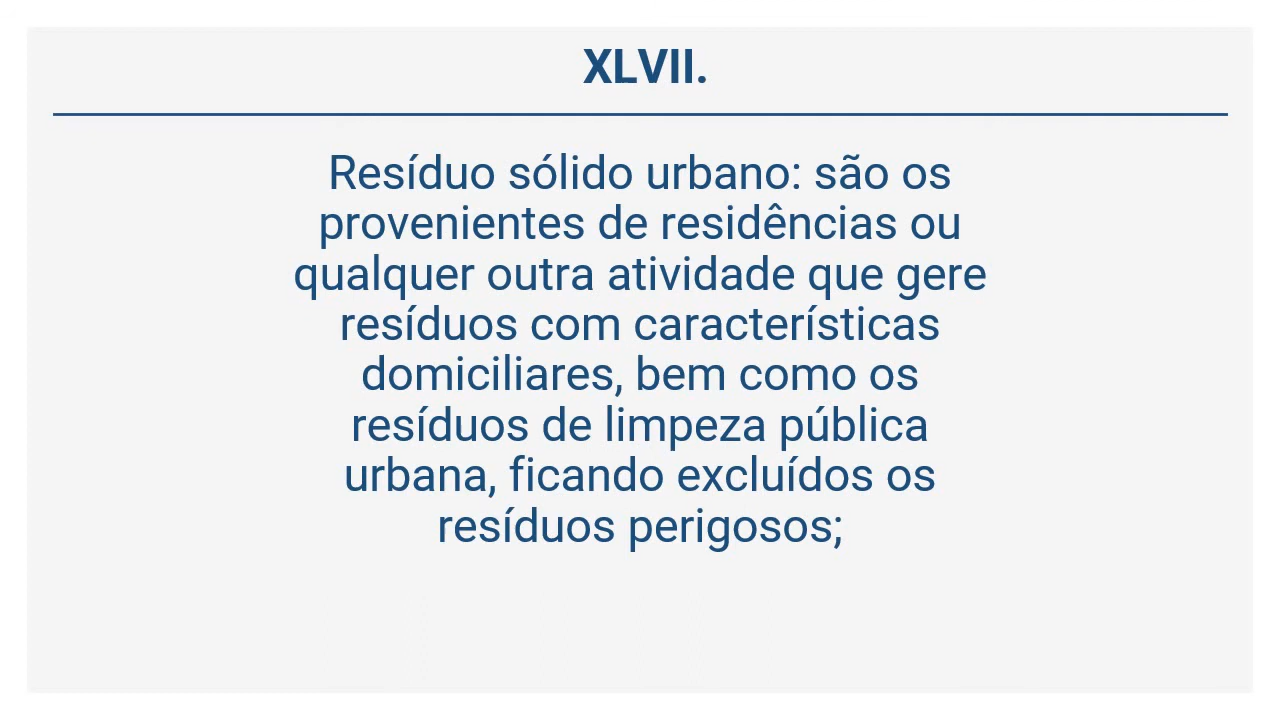 XLVII.
Resíduo sólido urbano: são os
provenientes de residências ou
qualquer outra atividade que gere
resíduos com características
domiciliares, bem como os
resíduos de limpeza pública
urbana, ficando excluídos os
resíduos perigosos;